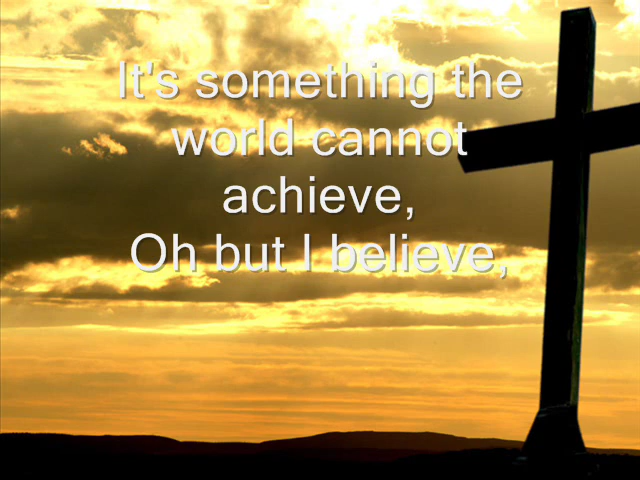 It's something the
world cannot
achieve,
Oh but I believe,